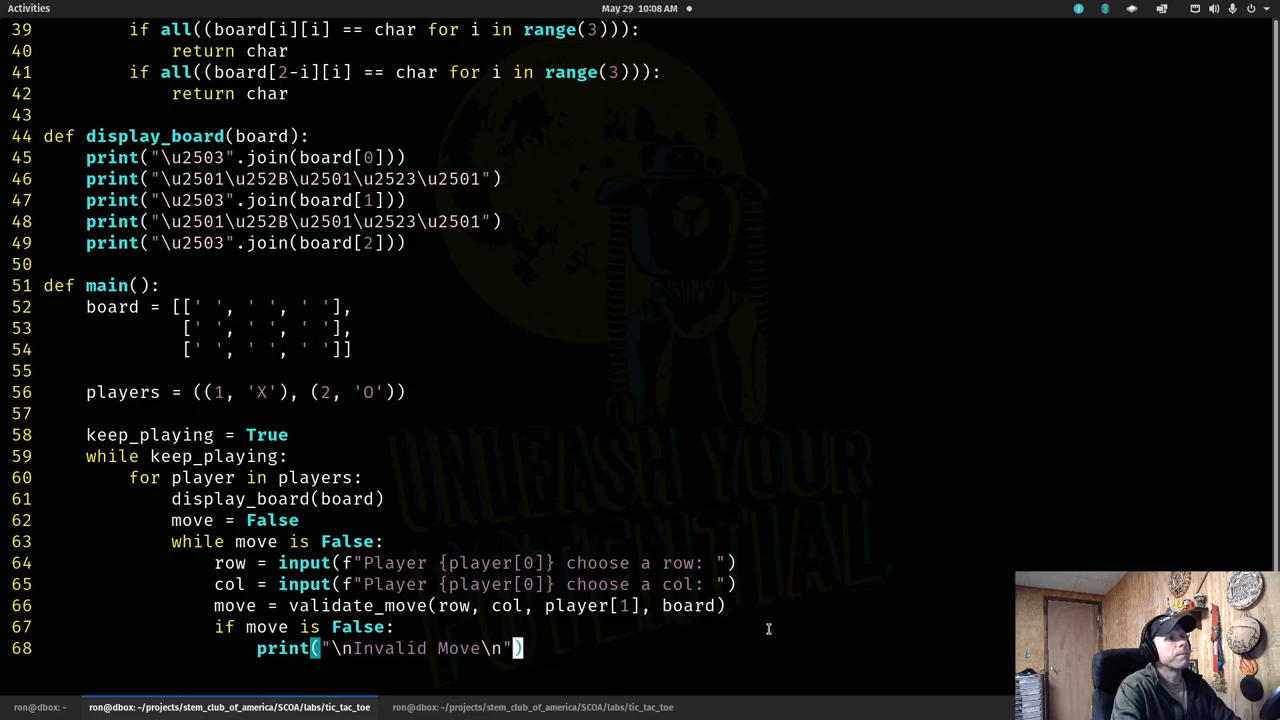 Activities
May 29 10:08 AM
39 if all((board[i][i] == char for i in range(3))):
40 return char
41 if all((board[2-i][i] == char for i in range(3))):
42 return char
43
44 def display_board(board):
45 print("\u2503".join(board[0]))
46 print("\u2501\u252B\u2501\u2523\u2501")
47 print("\u2503".join(board[1]))
48 print("\u2501\u252B\u2501\u2523\u2501")
49 print("\u2503".join(board[2]))
50
51 def main():
52 board = [[' ', ' ', ' '],
53 [' ', ' ', ' '],
54 [' ', ' ', ' ']]
55
56 players = ((1, 'X'), (2, 'O'))
57
58 keep_playing = True
59 while keep_playing:
60 for player in players:
61 display_board(board)
62 move = False
63 while move is False:
64 row = input(f"Player {player[0]} choose a row: ")
65 col = input(f"Player {player[0]} choose a col: ")
66 move = validate_move(row, col, player[1], board)
67 if move is False:
68 print("\nInvalid Move\n")
UNLEASH YOUR
POTENTIAL
ron@dbox: ~
ron@dbox: ~/projects/stem_club_of_america/SCOA/labs/tic_tac_toe
ron@dbox: ~/projects/stem_club_of_america/SCOA/labs/tic_tac_toe